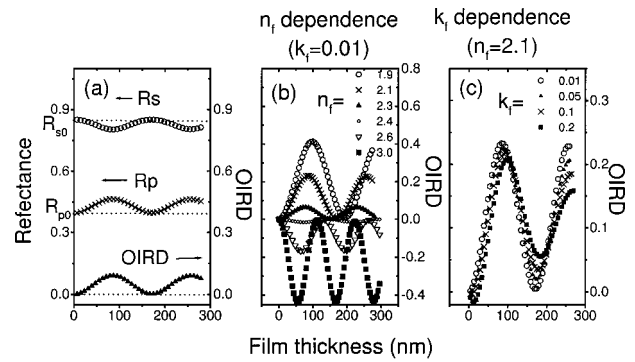 n_f dependence
(k_f=0.01)
k_f dependence
(n_f=2.1)
(a)
Rs
R_s0
Rp
R_p0
OIRD
0.9
0.6
0.3
0.0
0.9
0.6
0.3
0.0
Refectance
OIRD
0 100 200 300
(b)
n_f=
1.9
2.1
2.3
2.4
2.6
3.0
0.8
0.6
0.4
0.2
0.0
-0.2
-0.4
OIRD
0 100 200 300
(c)
k_f=
0.01
0.05
0.1
0.2
0.3
0.2
0.1
0.0
OIRD
0 100 200 300
Film thickness (nm)